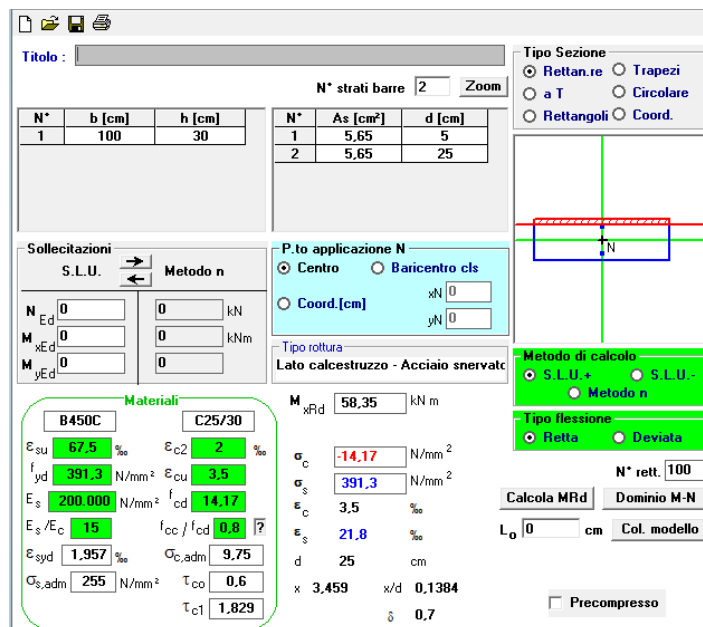 Titolo :
N° strati barre 2 Zoom
N° b [cm] h [cm]
1 100 30
N° As [cm²] d [cm]
1 5,65 5
2 5,65 25
Tipo Sezione
Rettan.re Trapezi
a T Circolare
Rettangoli Coord.
N
Sollecitazioni
S.L.U. Metodo n
N Ed 0 0 kN
M xEd 0 0 kNm
M yEd 0 0
P.to applicazione N
Centro Baricentro cls
Coord.[cm] xN 0
yN 0
Tipo rottura
Lato calcestruzzo - Acciaio snervato
Metodo di calcolo
S.L.U.+ S.L.U.-
Metodo n
Tipo flessione
Retta Deviata
Materiali
B450C C25/30
εsu 67,5 ‰ εc2 2 ‰
fyd 391,3 N/mm² εcu 3,5
Es 200.000 N/mm² fcd 14,17
Es /Ec 15 fcc / fcd 0,8 ?
εsyd 1,957 ‰ σc,adm 9,75
σs,adm 255 N/mm² τco 0,6
τc1 1,829
M xRd 58,35 kN m
σc -14,17 N/mm²
σs 391,3 N/mm²
εc 3,5 ‰
εs 21,8 ‰
d 25 cm
x 3,459 x/d 0,1384
δ 0,7
N° rett. 100
Calcola MRd Dominio M-N
Lo 0 cm Col. modello
Precompresso